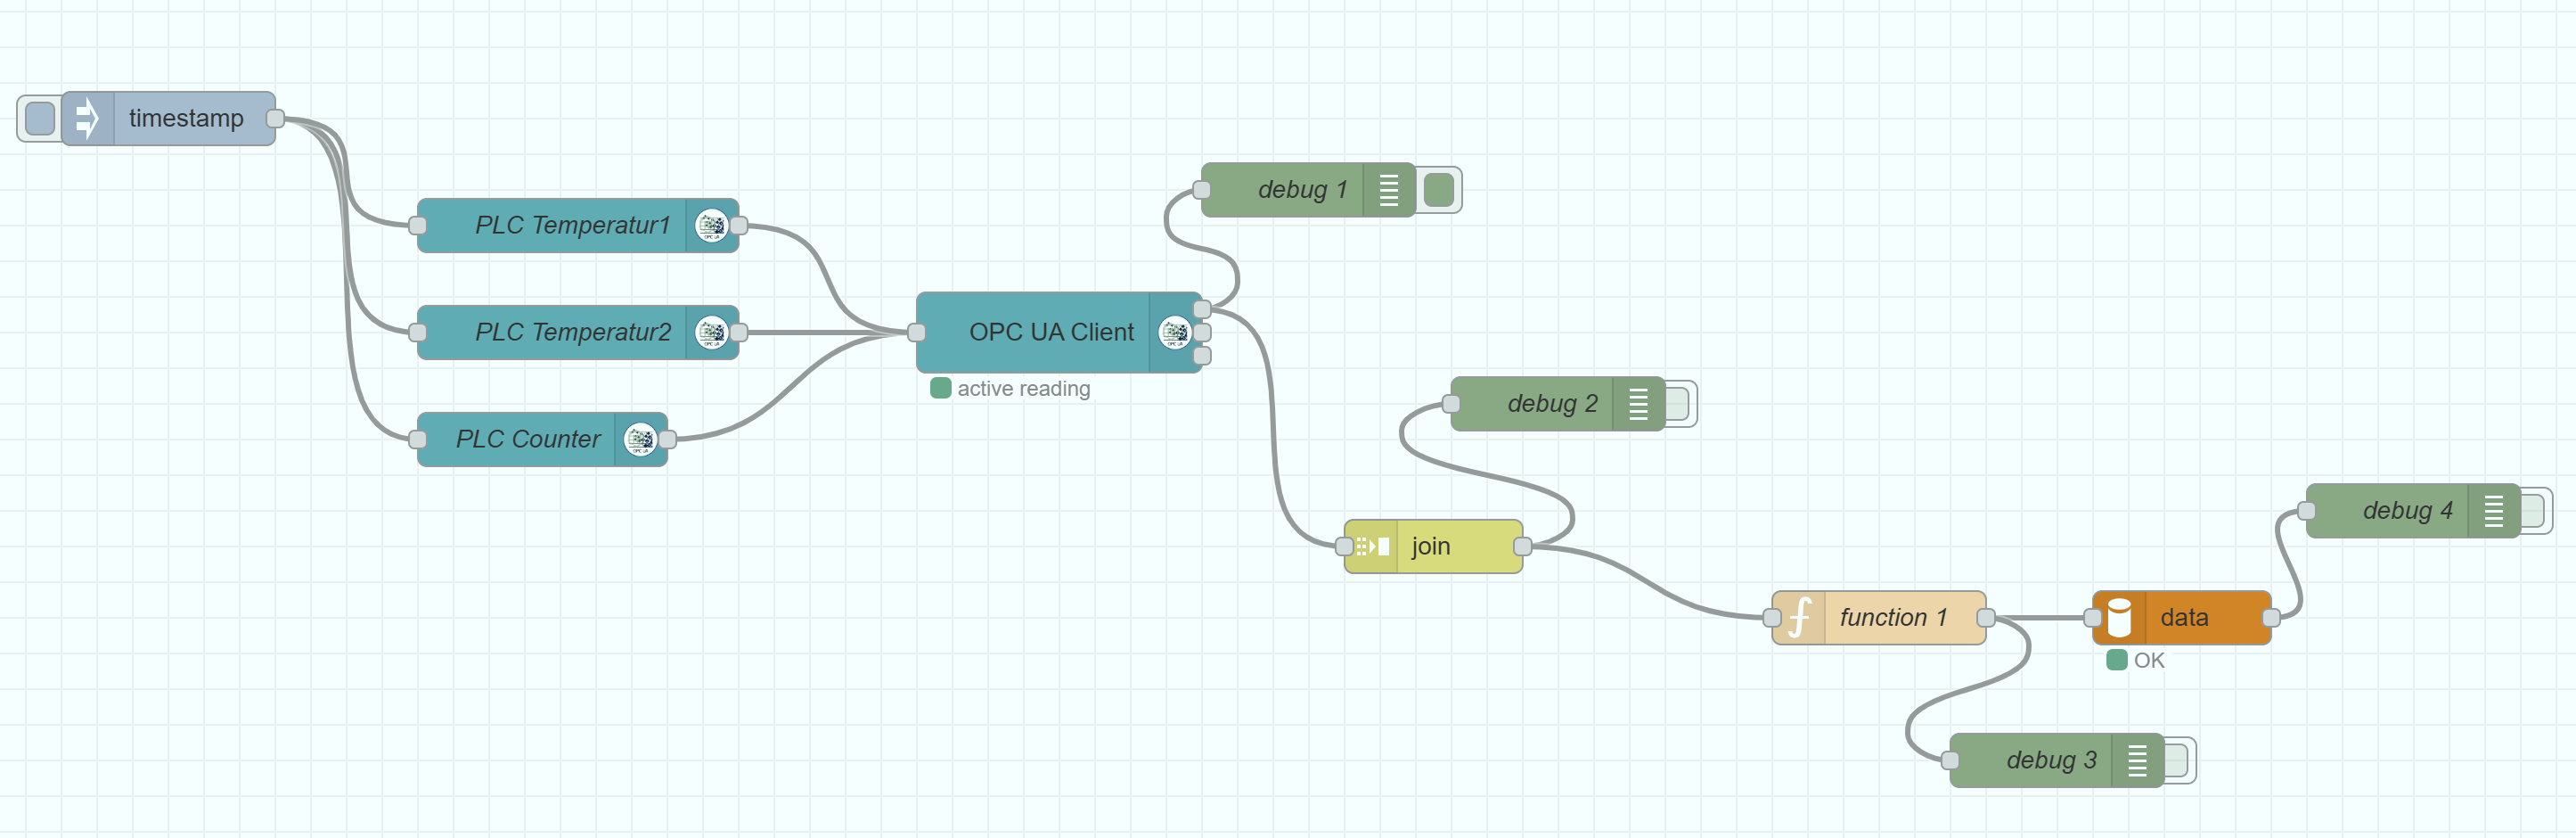 timestamp
PLC Temperatur1
PLC Temperatur2
PLC Counter
OPC UA Client
active reading
debug 1
debug 2
join
function 1
data
OK
debug 3
debug 4